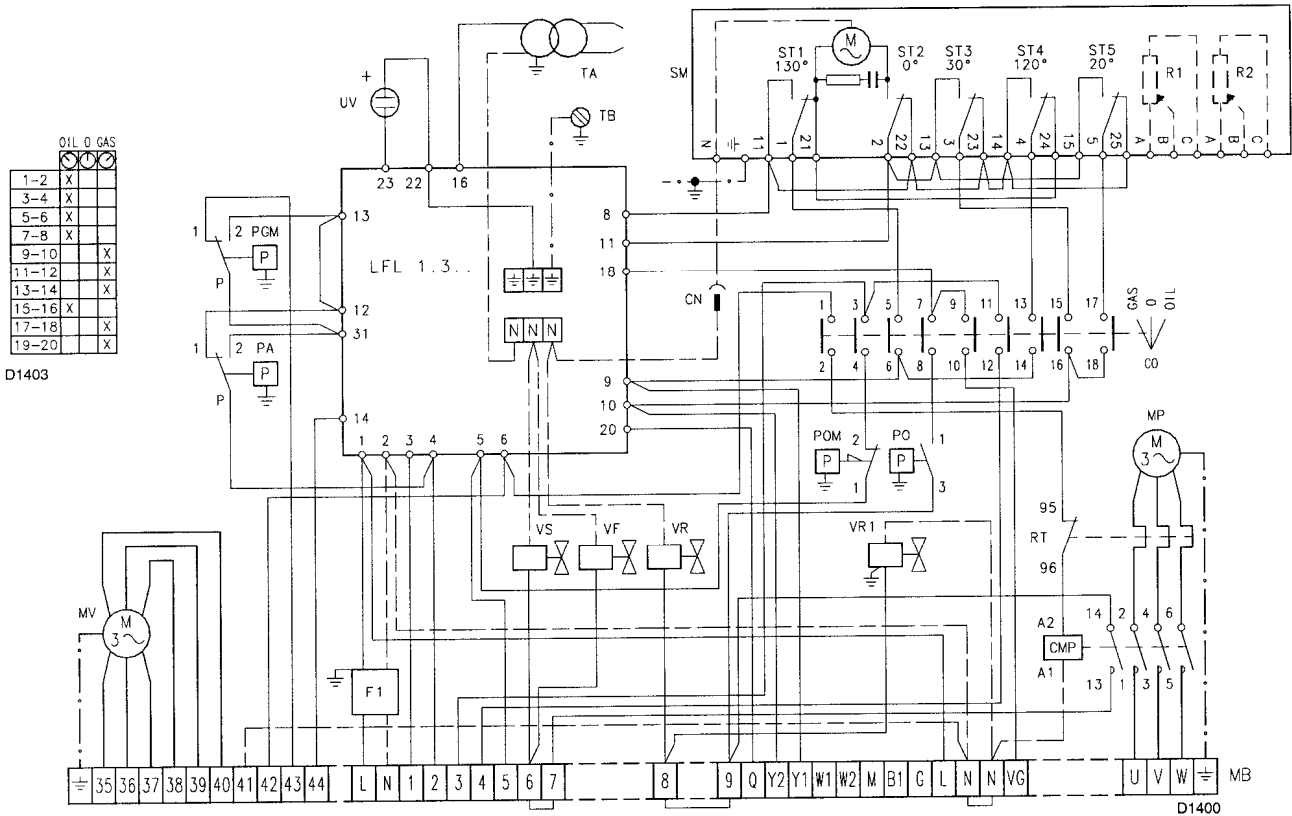 OIL O GAS
1-2 X
3-4 X
5-6 X
7-8 X
9-10 X
11-12 X
13-14 X
15-16 X
17-18 X
19-20 X
D1403
TA
+
UV
TB
23 22 16
LFL 1.3..
13
12
31
14
8
11
18
9
10
20
1 2 3 4 5 6
N N N
1 2 PGM
P
P
1 2 PA
P
P
SM
M
ST1
130°
ST2
0°
ST3
30°
ST4
120°
ST5
20°
R1
R2
N 11 1 21 2 22 13 3 23 14 4 24 15 5 25 A B C A B C
CN
1 3 5 7 9 11 13 15 17
2 4 6 8 10 12 14 16 18
GAS
O
OIL
CO
POM 2
P
1
PO 1
P
3
MP
M
3~
95
RT
96
14 2 4 6
A2
CMP
A1
13 1 3 5
VS VF VR VR1
MV
M
3~
F1
35 36 37 38 39 40 41 42 43 44 L N 1 2 3 4 5 6 7 8 9 Q Y2 Y1 W1 W2 M B1 G L N N VG U V W MB
D1400